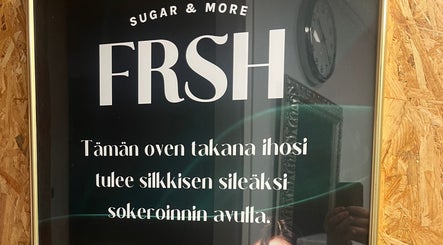 SUGAR & MORE
FRSH
Tämän oven takana ihosi
tulee silkkisen sileäksi
sokeroinnin avulla.